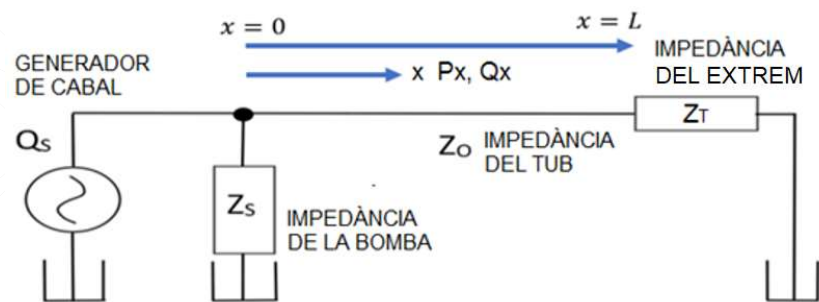 x = 0
x = L
GENERADOR
DE CABAL
x Px, Qx
IMPEDÀNCIA
DEL EXTREM
Qs
Zs
IMPEDÀNCIA
DE LA BOMBA
Zo
IMPEDÀNCIA
DEL TUB
ZT